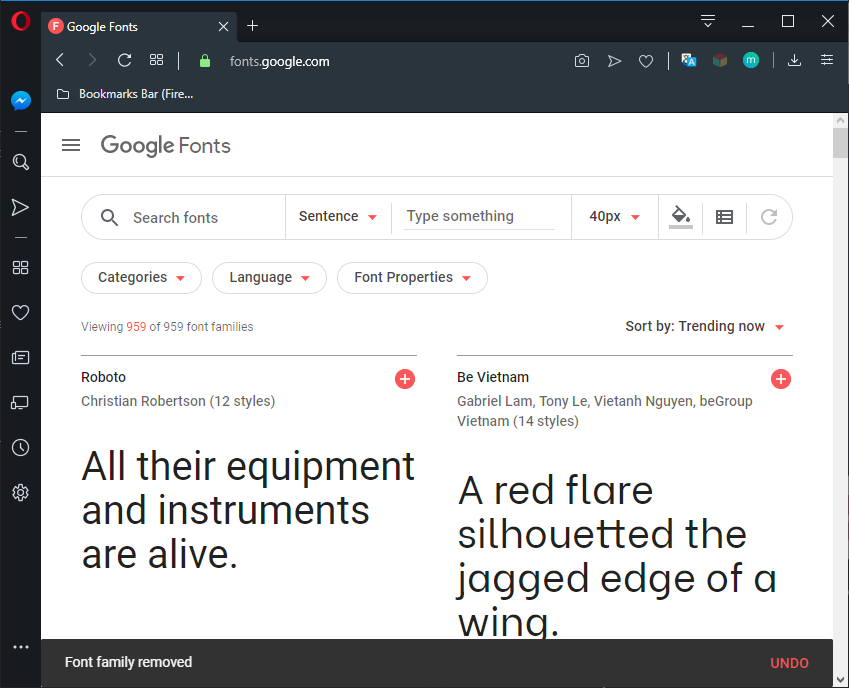 Google Fonts
fonts.google.com
m
Bookmarks Bar (Fire...
Google Fonts
Search fonts
Sentence
Type something
40px
Categories
Language
Font Properties
Viewing 959 of 959 font families
Sort by: Trending now
Roboto
Christian Robertson (12 styles)
All their equipment
and instruments
are alive.
Be Vietnam
Gabriel Lam, Tony Le, Vietanh Nguyen, beGroup
Vietnam (14 styles)
A red flare
silhouetted the
jagged edge of a
wing.
Font family removed
UNDO